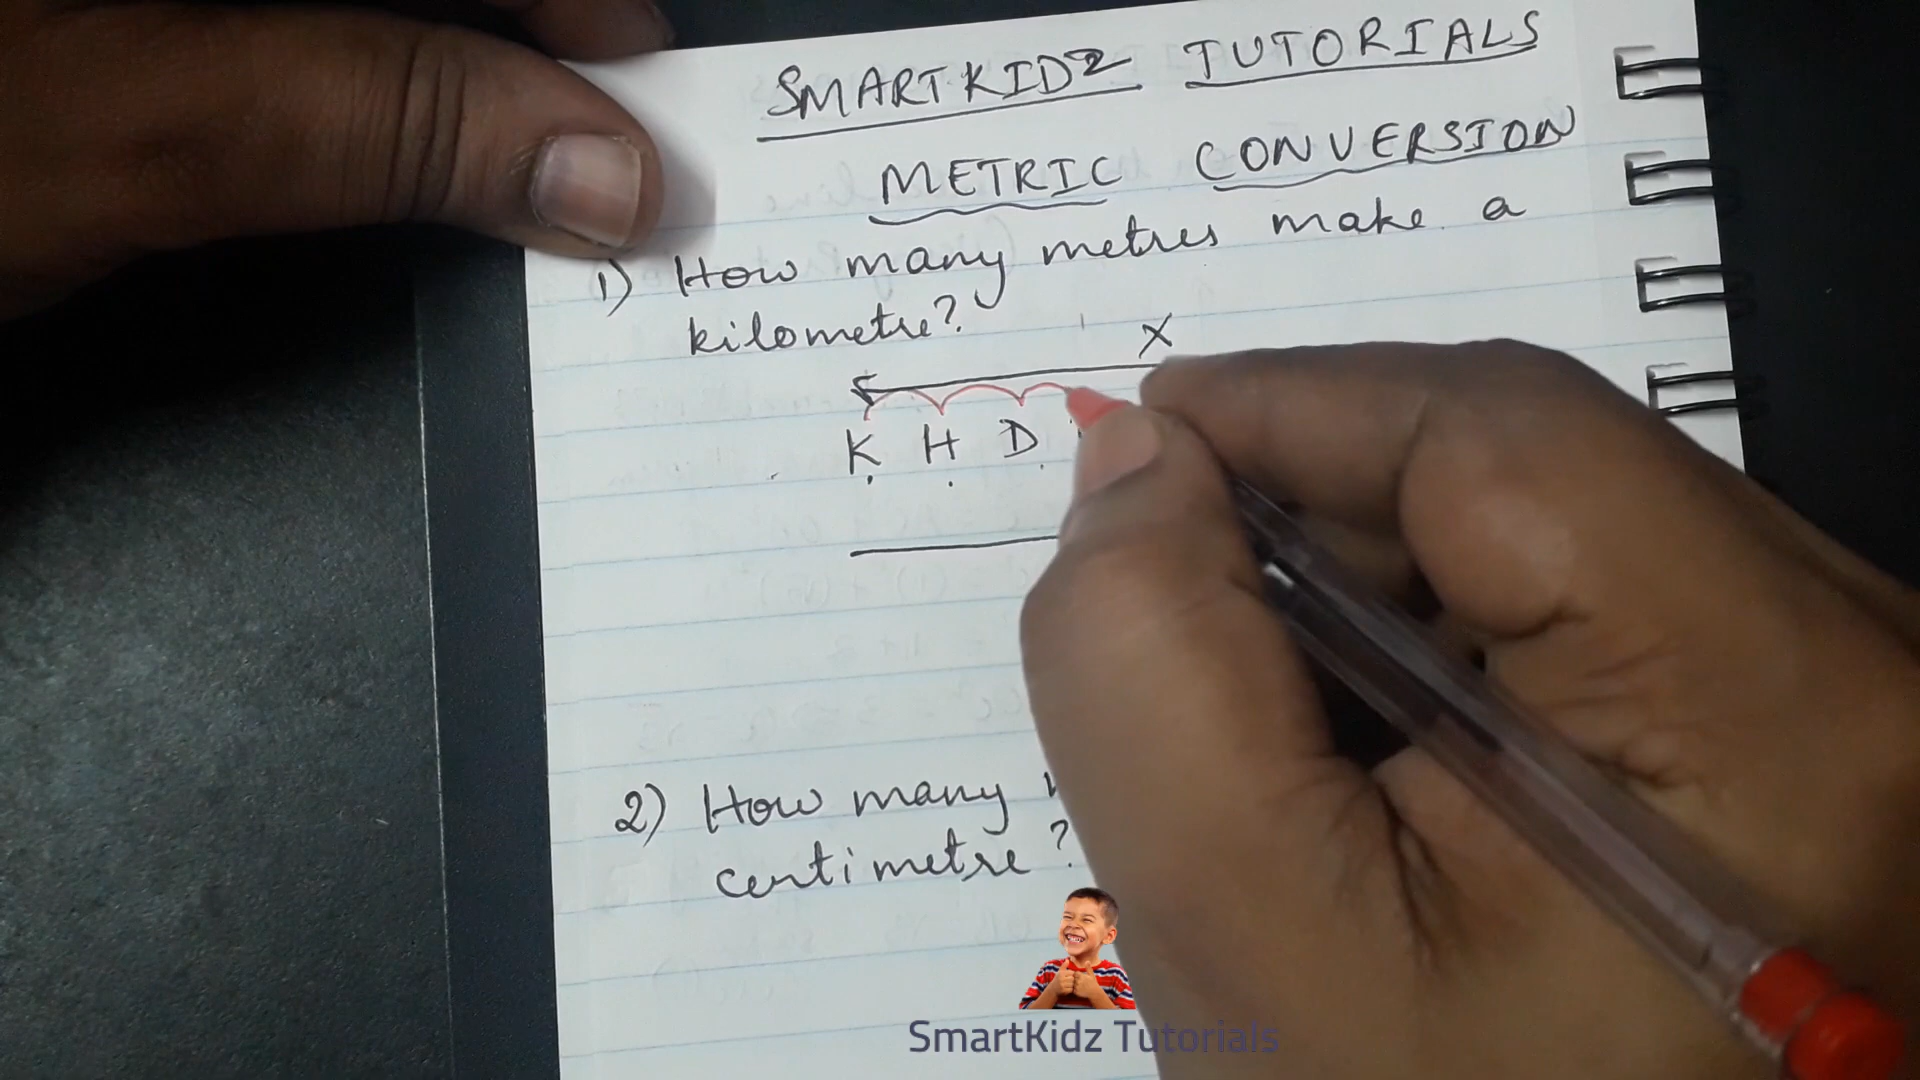 SMARTKIDZ TUTORIALS
METRIC CONVERSION
1) How many metres make a
kilometre?
X
K H D
2) How many
centimetre?
SmartKidz Tutorials